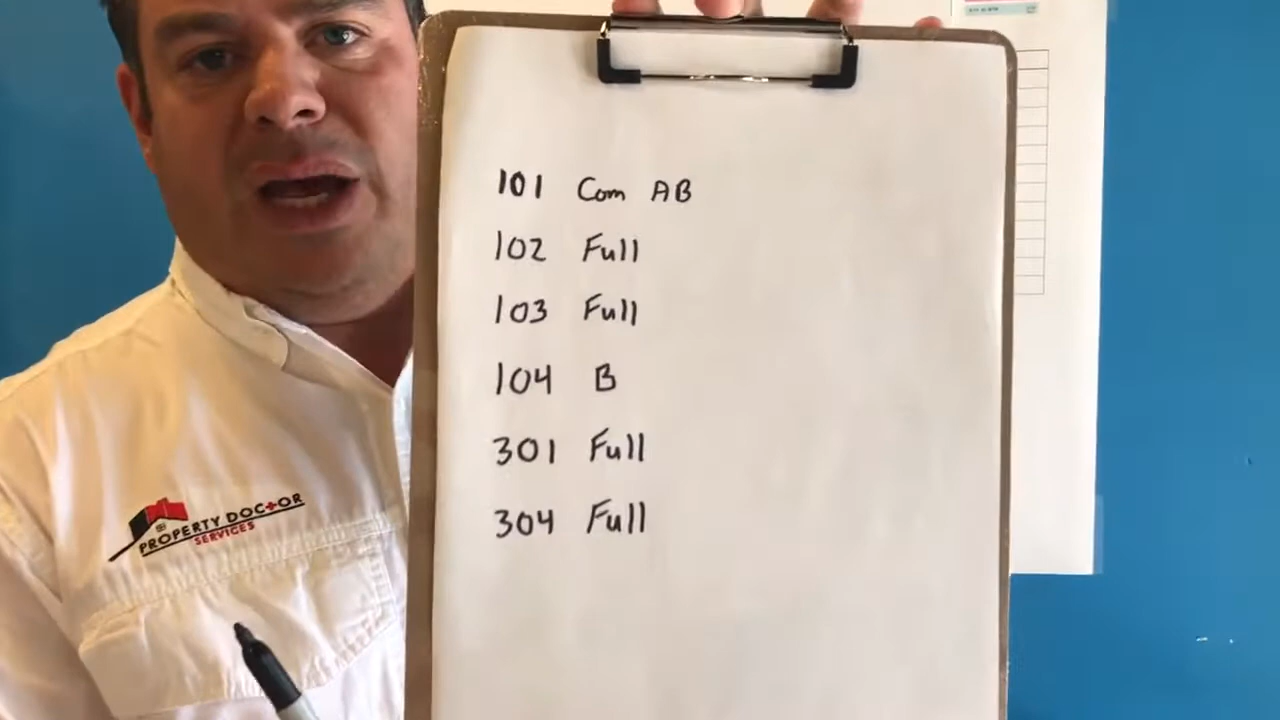 101 Com AB
102 Full
103 Full
104 B
301 Full
304 Full
PROPERTY DOCTOR
SERVICES